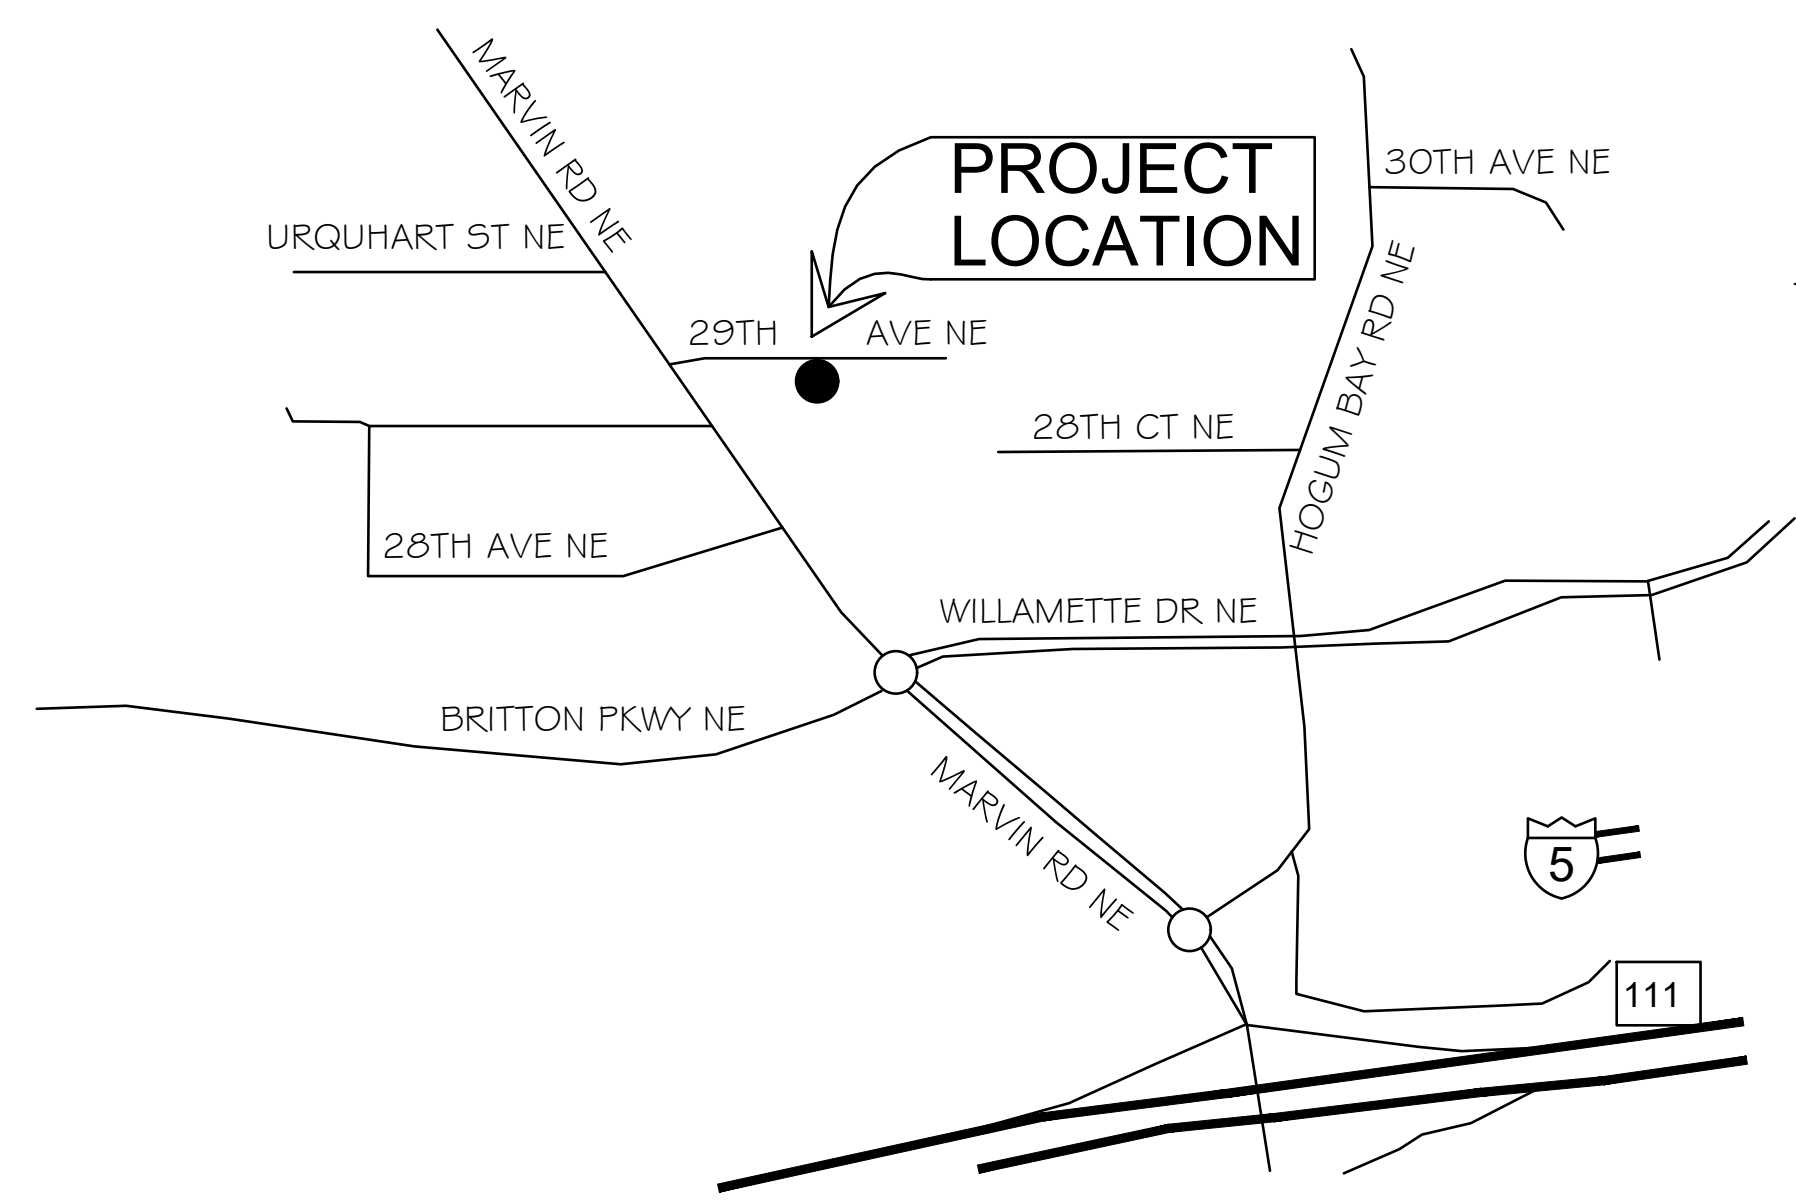 MARVIN RD NE
PROJECT
LOCATION
30TH AVE NE
URQUHART ST NE
29TH AVE NE
HOGUM BAY RD NE
28TH CT NE
28TH AVE NE
WILLAMETTE DR NE
BRITTON PKWY NE
MARVIN RD NE
5
111